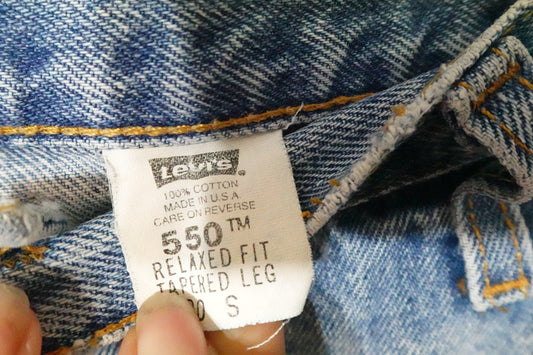 Levi's®
100% COTTON
MADE IN U.S.A
CARE ON REVERSE
550™
RELAXED FIT
TAPERED LEG
S